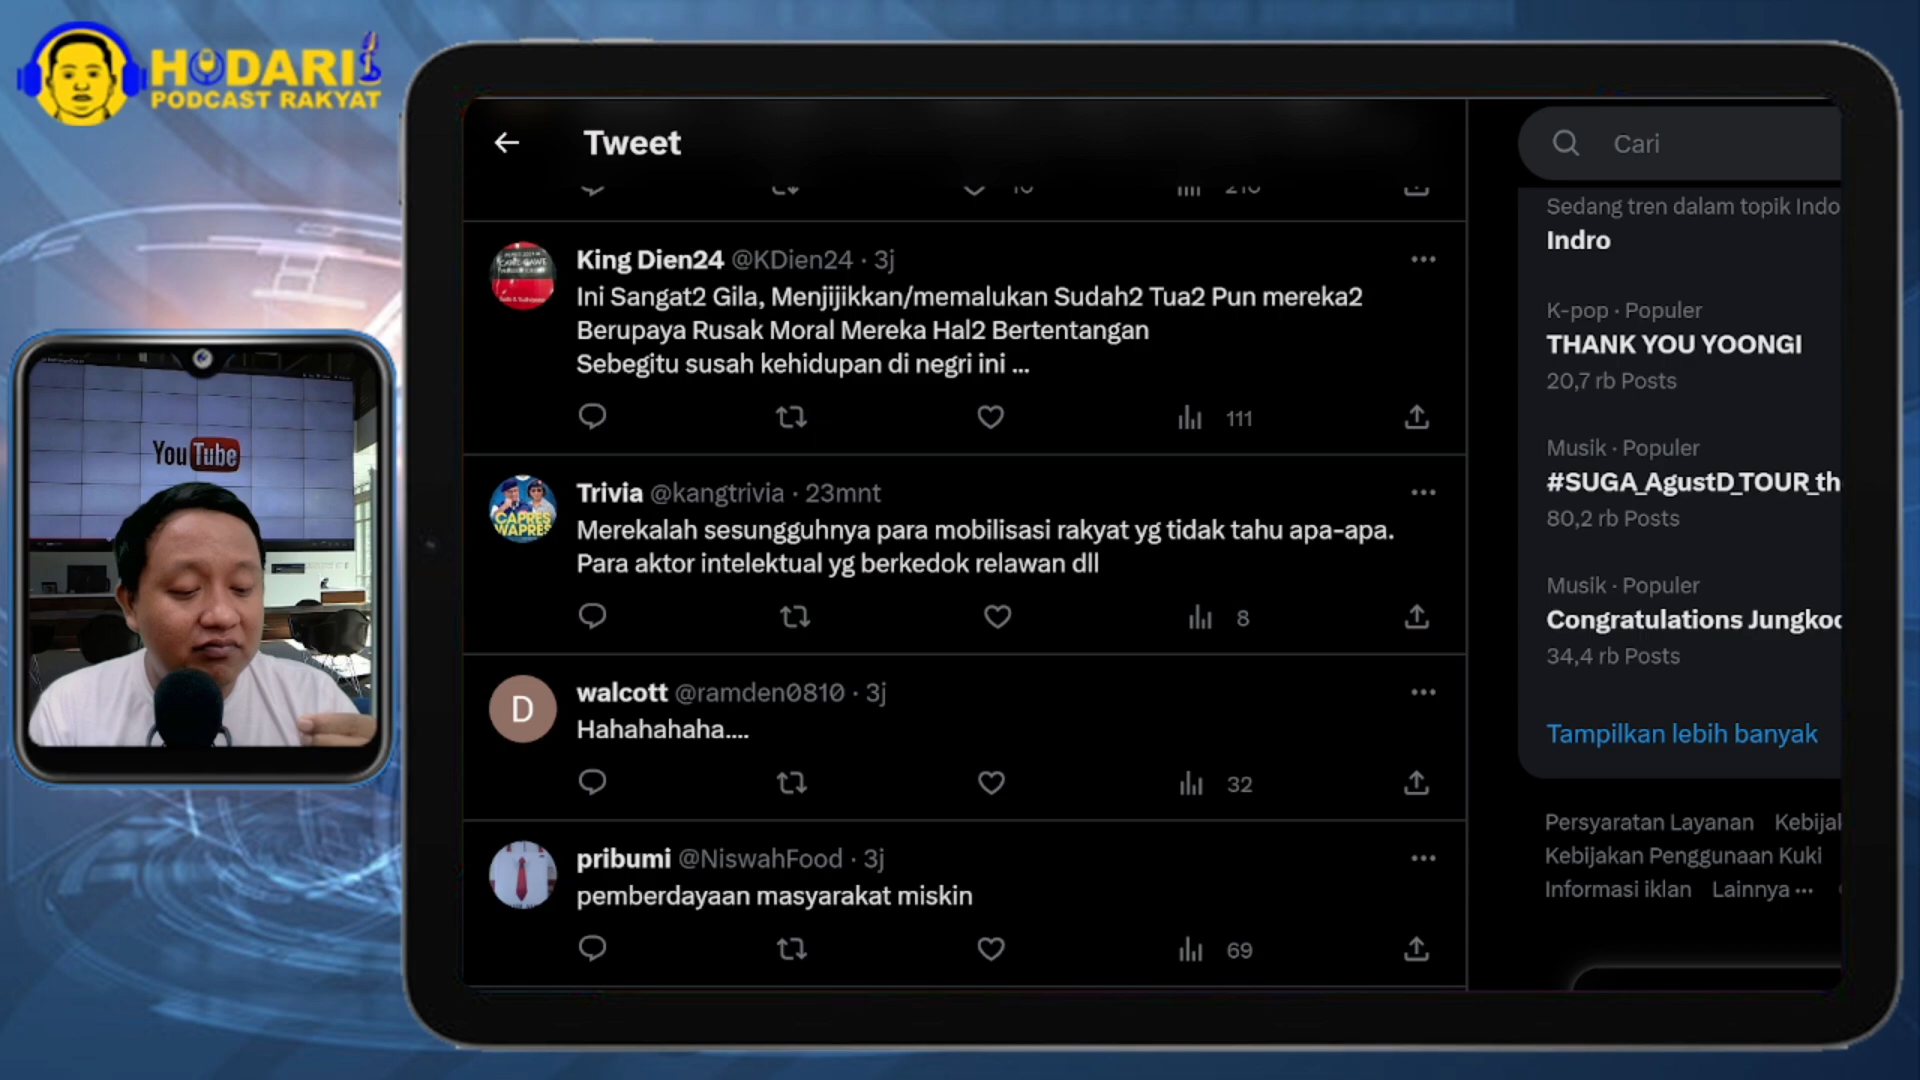 HODARI
PODCAST RAKYAT
YouTube
Tweet
Cari
Sedang tren dalam topik Indo
Indro
K-pop · Populer
THANK YOU YOONGI
20,7 rb Posts
Musik · Populer
#SUGA_AgustD_TOUR_th
80,2 rb Posts
Musik · Populer
Congratulations Jungkoo
34,4 rb Posts
Tampilkan lebih banyak
Persyaratan Layanan Kebijak
Kebijakan Penggunaan Kuki
Informasi iklan Lainnya ···
King Dien24 @KDien24 · 3j
Ini Sangat2 Gila, Menjijikkan/memalukan Sudah2 Tua2 Pun mereka2
Berupaya Rusak Moral Mereka Hal2 Bertentangan
Sebegitu susah kehidupan di negri ini ...
111
CAPRES
WAPRES
Trivia @kangtrivia · 23mnt
Merekalah sesungguhnya para mobilisasi rakyat yg tidak tahu apa-apa.
Para aktor intelektual yg berkedok relawan dll
8
D
walcott @ramden0810 · 3j
Hahahahaha....
32
pribumi @NiswahFood · 3j
pemberdayaan masyarakat miskin
69